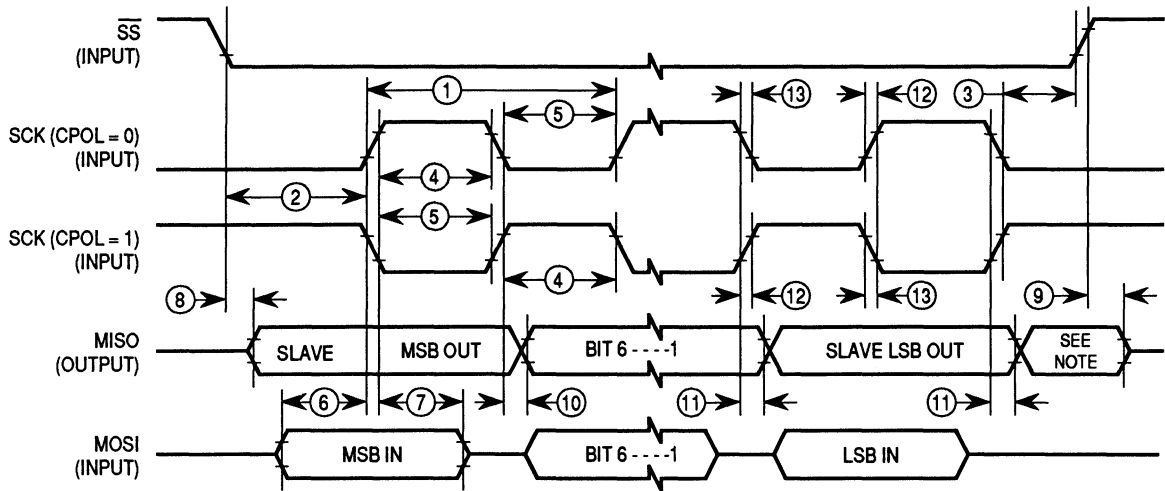 SS
(INPUT)
1
13
12
3
5
SCK (CPOL = 0)
(INPUT)
4
2
5
SCK (CPOL = 1)
(INPUT)
4
12
13
8
9
MISO
(OUTPUT)
SLAVE MSB OUT
BIT 6 - - - - 1
SLAVE LSB OUT
SEE
NOTE
6
7
10
11
11
MOSI
(INPUT)
MSB IN
BIT 6 - - - - 1
LSB IN